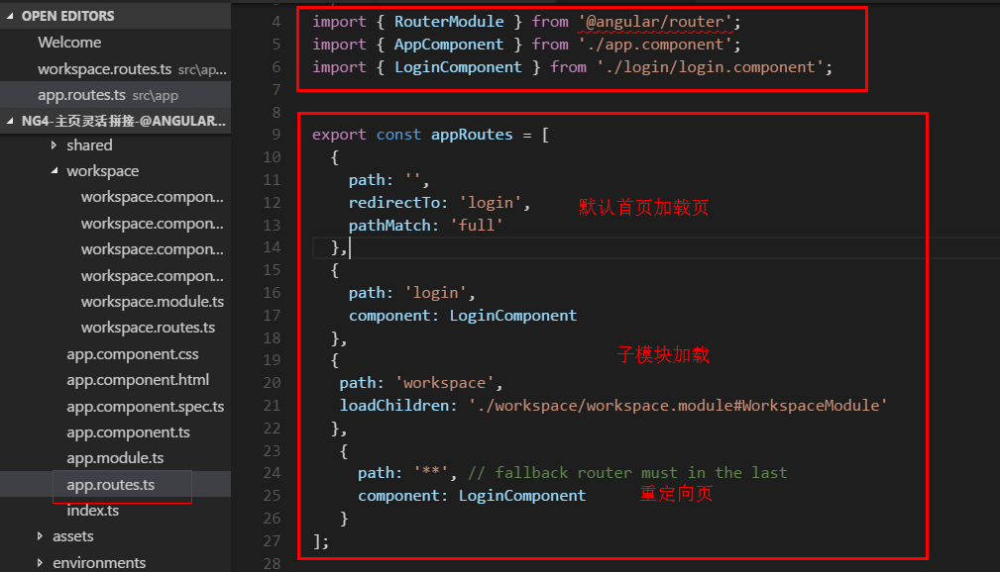 OPEN EDITORS
Welcome
workspace.routes.ts src\ap...
app.routes.ts src\app
NG4-主页灵活拼接-@ANGULAR...
shared
workspace
workspace.compon...
workspace.compon...
workspace.compon...
workspace.compon...
workspace.module.ts
workspace.routes.ts
app.component.css
app.component.html
app.component.spec.ts
app.component.ts
app.module.ts
app.routes.ts
index.ts
assets
environments
4 import { RouterModule } from '@angular/router';
5 import { AppComponent } from './app.component';
6 import { LoginComponent } from './login/login.component';
7
8
9 export const appRoutes = [
10 {
11 path: '',
12 redirectTo: 'login', 默认首页加载页
13 pathMatch: 'full'
14 },
15 {
16 path: 'login',
17 component: LoginComponent
18 },
19 { 子模块加载
20 path: 'workspace',
21 loadChildren: './workspace/workspace.module#WorkspaceModule'
22 },
23 {
24 path: '**', // fallback router must in the last
25 component: LoginComponent 重定向页
26 }
27 ];
28